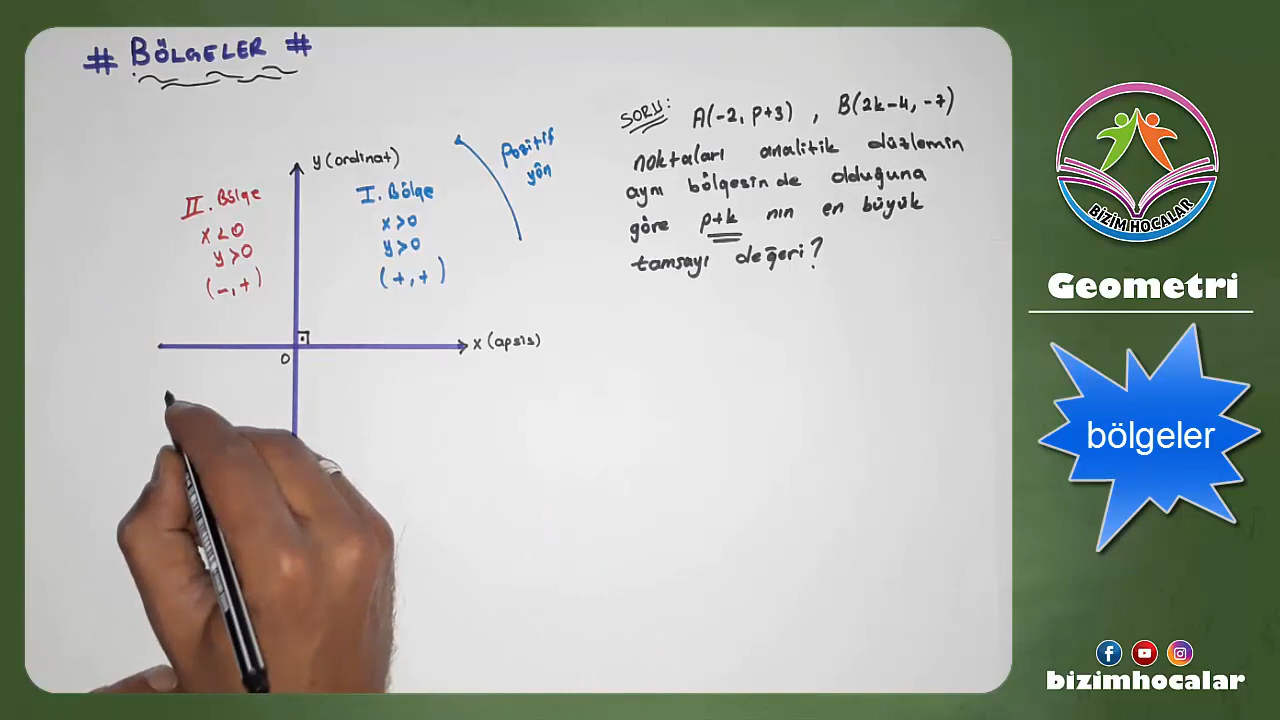 # BÖLGELER #
y (ordinat)
pozitif
yön
II. Bölge
x < 0
y > 0
(-, +)
I. Bölge
x > 0
y > 0
(+, +)
x (apsis)
0
SORU: A(-2, p+3) , B(2k-4, -7)
noktaları analitik düzlemin
aynı bölgesinde olduğuna
göre p+k nın en büyük
tamsayı değeri?
BİZİM HOCALAR
Geometri
bölgeler
bizimhocalar